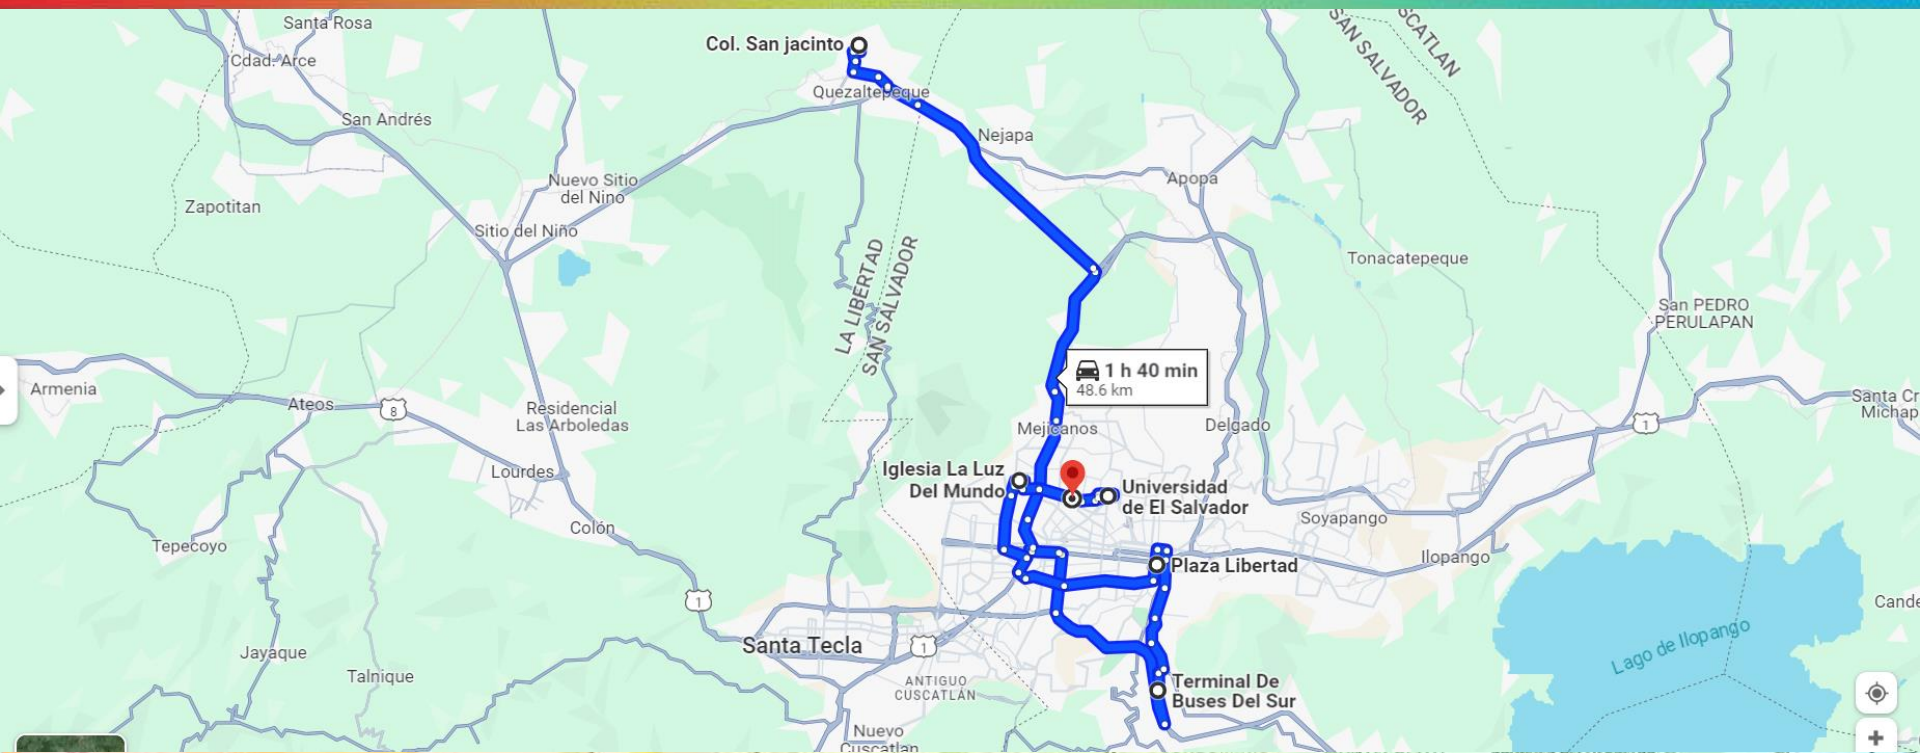 Santa Rosa
Cdad. Arce
Col. San jacinto
SAN SALVADOR
Quezaltepeque
San Andrés
Nejapa
Nuevo Sitio
del Nino
Apopa
Zapotitan
Sitio del Niño
Tonacatepeque
LA LIBERTAD
SAN SALVADOR
San PEDRO
PERULAPAN
1 h 40 min
48.6 km
Armenia
Ateos
8
Residencial
Las Arboledas
Santa Cr
Michap
1
Mejicanos
Delgado
Lourdes
Iglesia La Luz
Del Mundo
Universidad
de El Salvador
Soyapango
Colón
Tepecoyo
Ilopango
Plaza Libertad
1
Cande
Santa Tecla
1
Lago de Ilopango
Jayaque
Talnique
ANTIGUO
CUSCATLÁN
Terminal De
Buses Del Sur
Nuevo
Cuscatlan